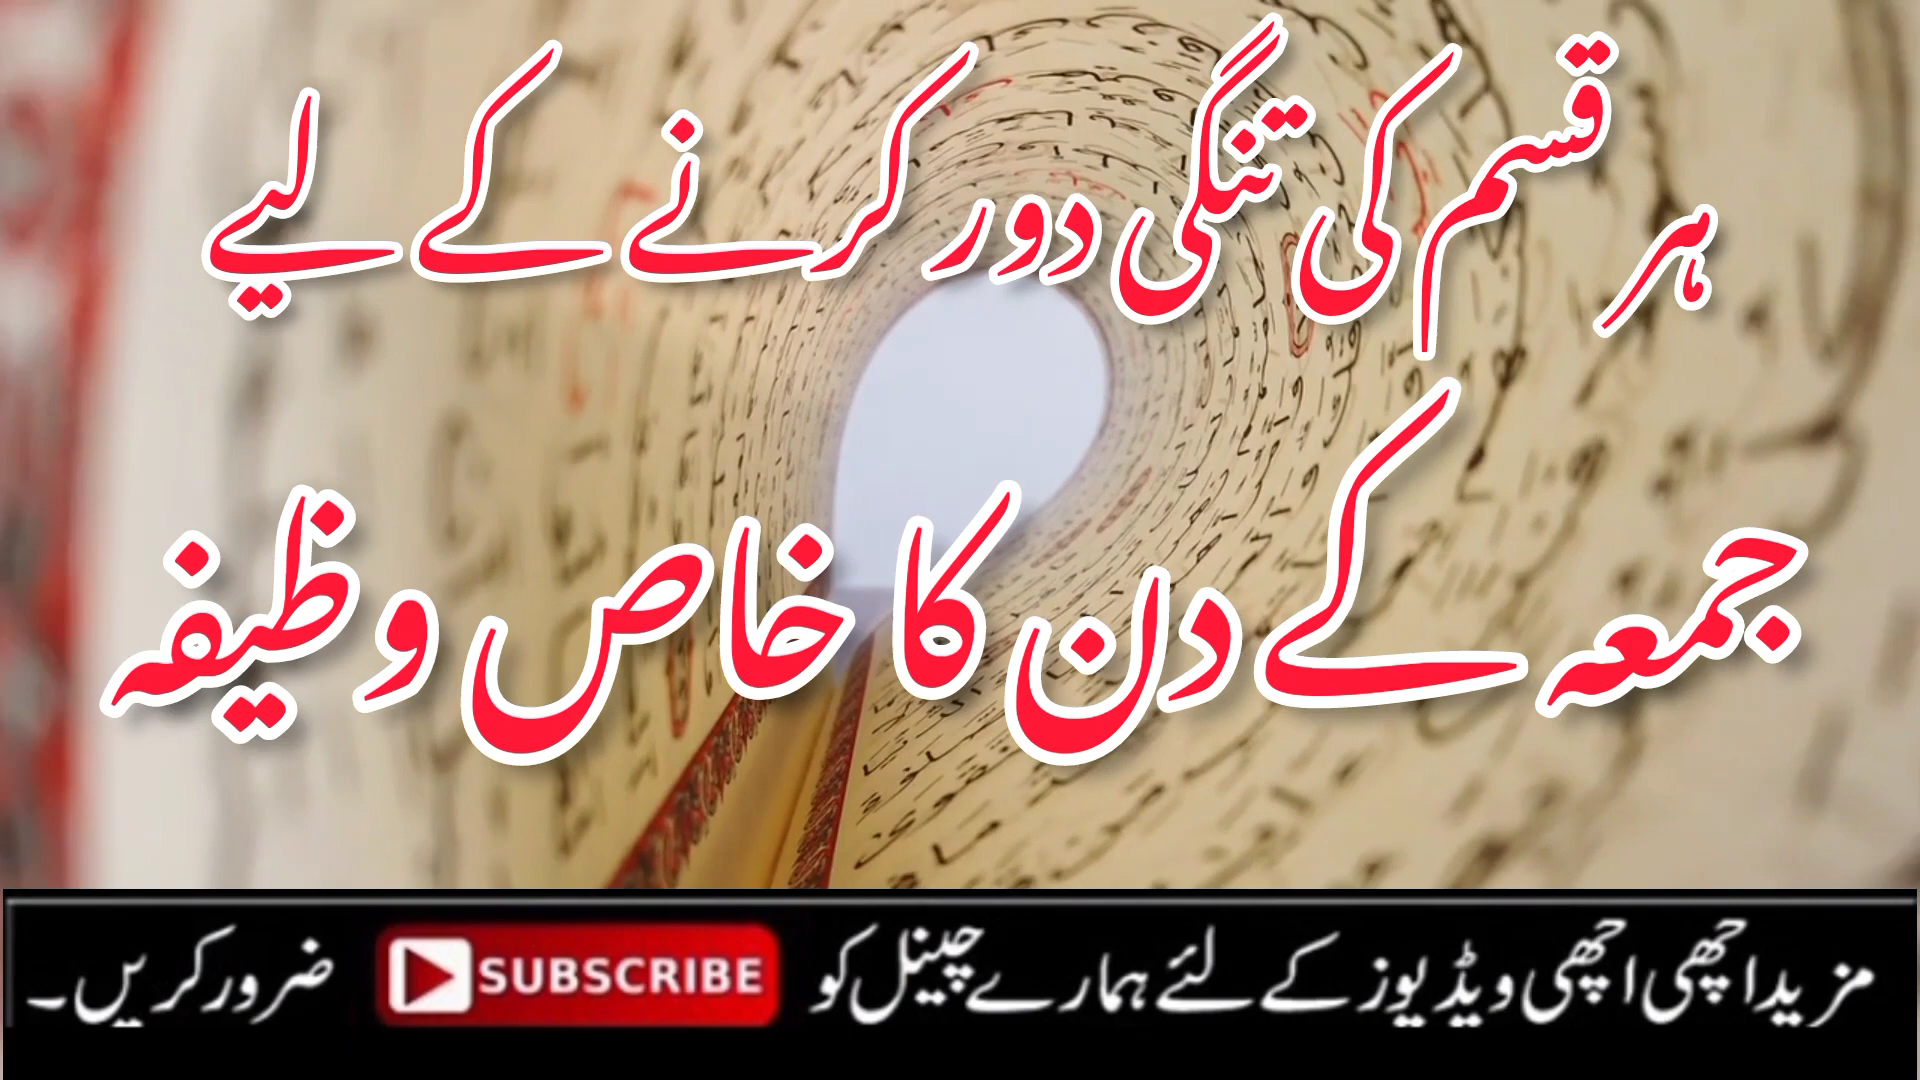 ہر قسم کی تنگی دور کرنے کے لیے
جمعہ کے دن کا خاص وظیفہ
مزید اچھی اچھی ویڈیوز کے لئے ہمارے چینل کو SUBSCRIBE ضرور کریں۔